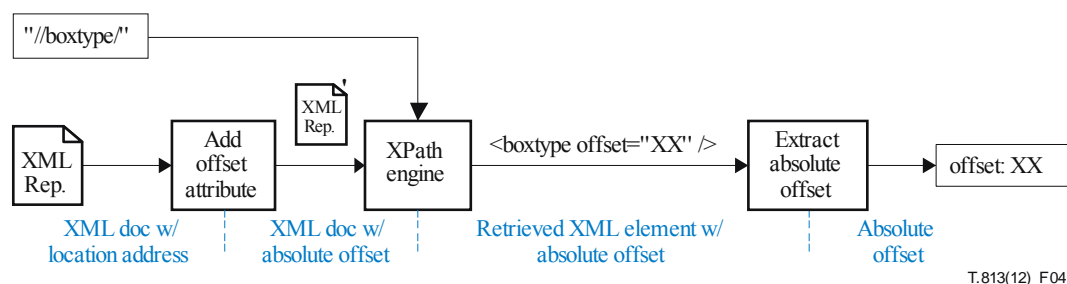 "//boxtype/"
XML
Rep.
'
XML
Rep.
Add
offset
attribute
XPath
engine
<boxtype offset="XX" />
Extract
absolute
offset
offset: XX
XML doc w/
location address
XML doc w/
absolute offset
Retrieved XML element w/
absolute offset
Absolute
offset
T.813(12)_F04